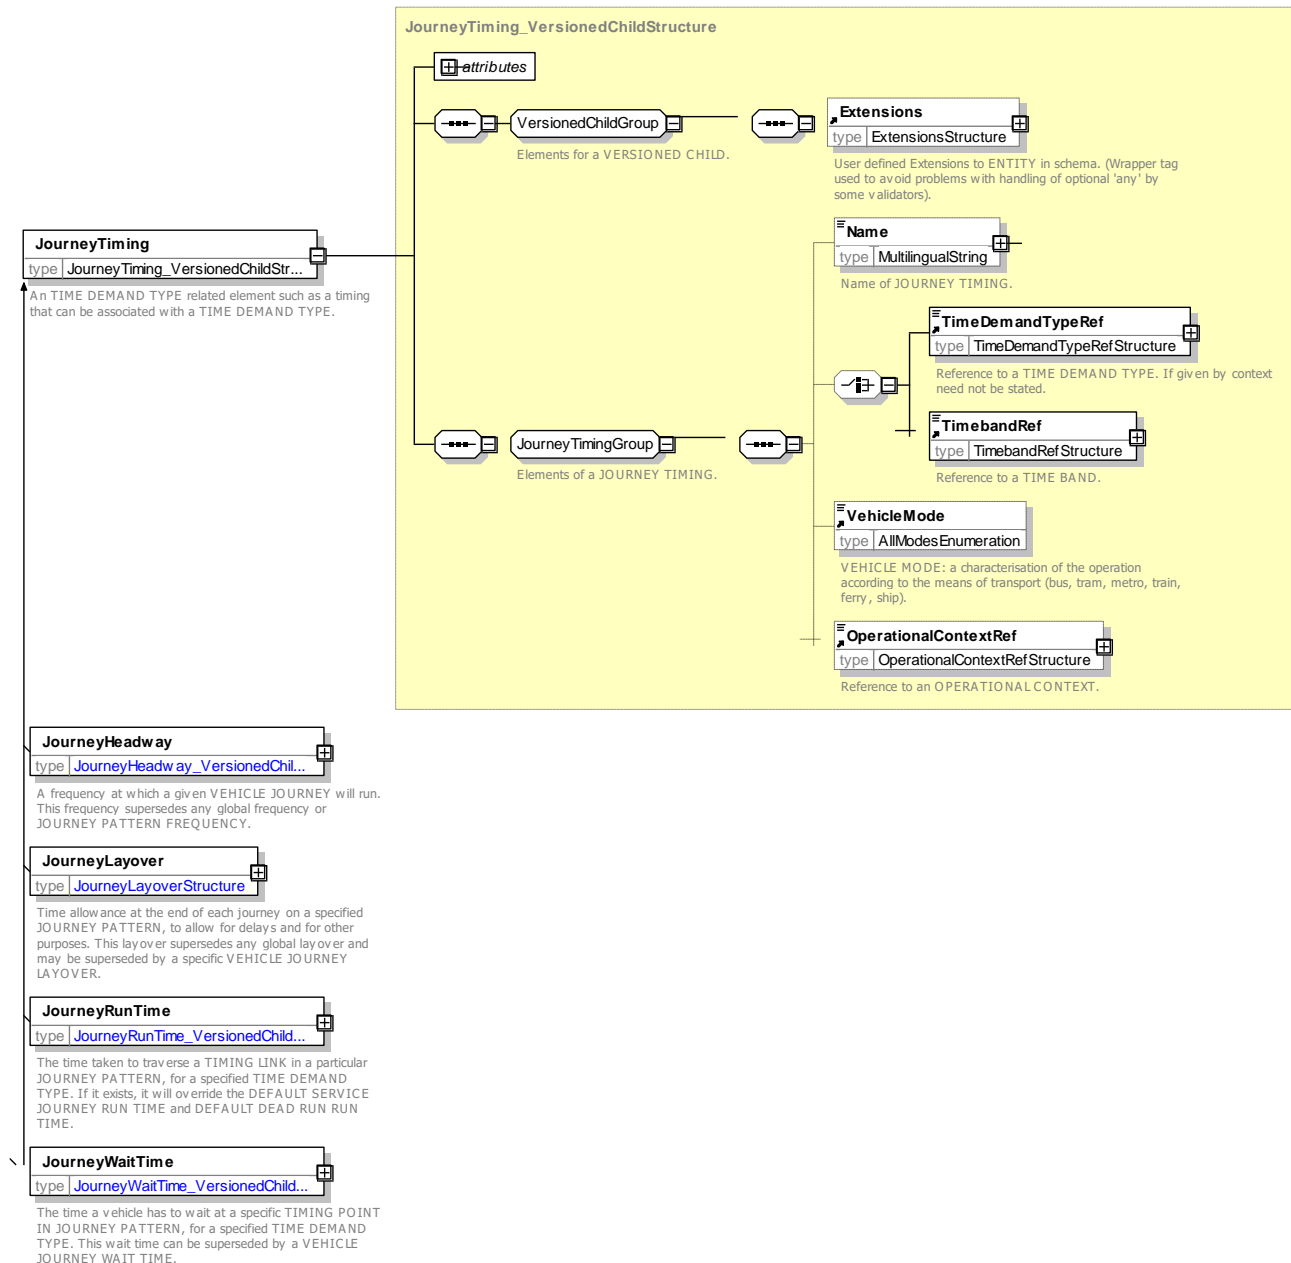 JourneyTiming_VersionedChildStructure
attributes
VersionedChildGroup
Elements for a VERSIONED CHILD.
Extensions
type ExtensionsStructure
User defined Extensions to ENTITY in schema. (Wrapper tag
used to avoid problems with handling of optional 'any' by
some validators).
JourneyTiming
type JourneyTiming_VersionedChildStr...
An TIME DEMAND TYPE related element such as a timing
that can be associated with a TIME DEMAND TYPE.
Name
type MultilingualString
Name of JOURNEY TIMING.
TimeDemandTypeRef
type TimeDemandTypeRefStructure
Reference to a TIME DEMAND TYPE. If given by context
need not be stated.
TimebandRef
type TimebandRefStructure
Reference to a TIME BAND.
JourneyTimingGroup
Elements of a JOURNEY TIMING.
VehicleMode
type AllModesEnumeration
VEHICLE MODE: a characterisation of the operation
according to the means of transport (bus, tram, metro, train,
ferry, ship).
OperationalContextRef
type OperationalContextRefStructure
Reference to an OPERATIONAL CONTEXT.
JourneyHeadway
type JourneyHeadway_VersionedChil...
A frequency at which a given VEHICLE JOURNEY will run.
This frequency supersedes any global frequency or
JOURNEY PATTERN FREQUENCY.
JourneyLayover
type JourneyLayoverStructure
Time allowance at the end of each journey on a specified
JOURNEY PATTERN, to allow for delays and for other
purposes. This layover supersedes any global layover and
may be superseded by a specific VEHICLE JOURNEY
LAYOVER.
JourneyRunTime
type JourneyRunTime_VersionedChild...
The time taken to traverse a TIMING LINK in a particular
JOURNEY PATTERN, for a specified TIME DEMAND
TYPE. If it exists, it will override the DEFAULT SERVICE
JOURNEY RUN TIME and DEFAULT DEAD RUN RUN
TIME.
JourneyWaitTime
type JourneyWaitTime_VersionedChild...
The time a vehicle has to wait at a specific TIMING POINT
IN JOURNEY PATTERN, for a specified TIME DEMAND
TYPE. This wait time can be superseded by a VEHICLE
JOURNEY WAIT TIME.